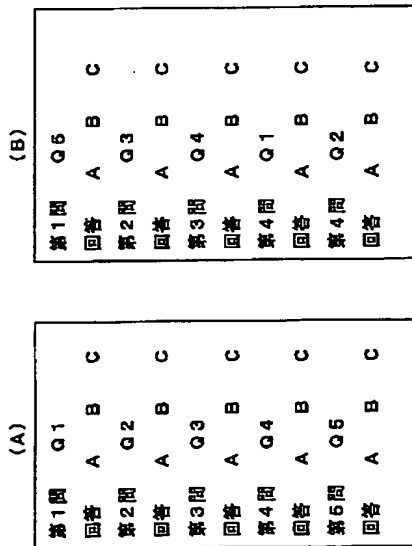 (A)
第1問 Q1
回答 A B C
第2問 Q2
回答 A B C
第3問 Q3
回答 A B C
第4問 Q4
回答 A B C
第5問 Q5
回答 A B C
(B)
第1問 Q5
回答 A B C
第2問 Q3
回答 A B C
第3問 Q4
回答 A B C
第4問 Q1
回答 A B C
第4問 Q2
回答 A B C